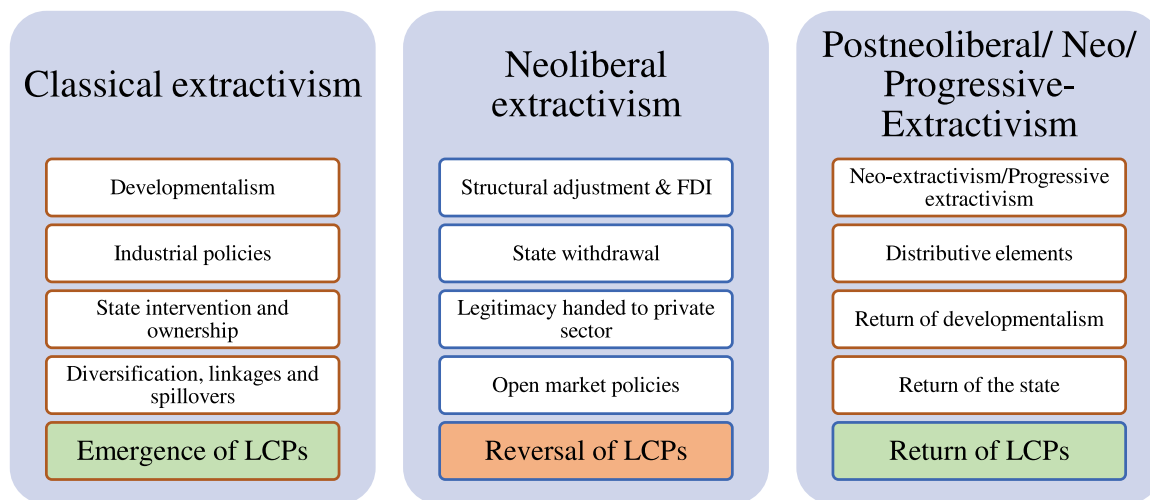 Classical extractivism
Developmentalism
Industrial policies
State intervention and
ownership
Diversification, linkages and
spillovers
Emergence of LCPs
Neoliberal
extractivism
Structural adjustment & FDI
State withdrawal
Legitimacy handed to private
sector
Open market policies
Reversal of LCPs
Postneoliberal/ Neo/
Progressive-
Extractivism
Neo-extractivism/Progressive
extractivism
Distributive elements
Return of developmentalism
Return of the state
Return of LCPs